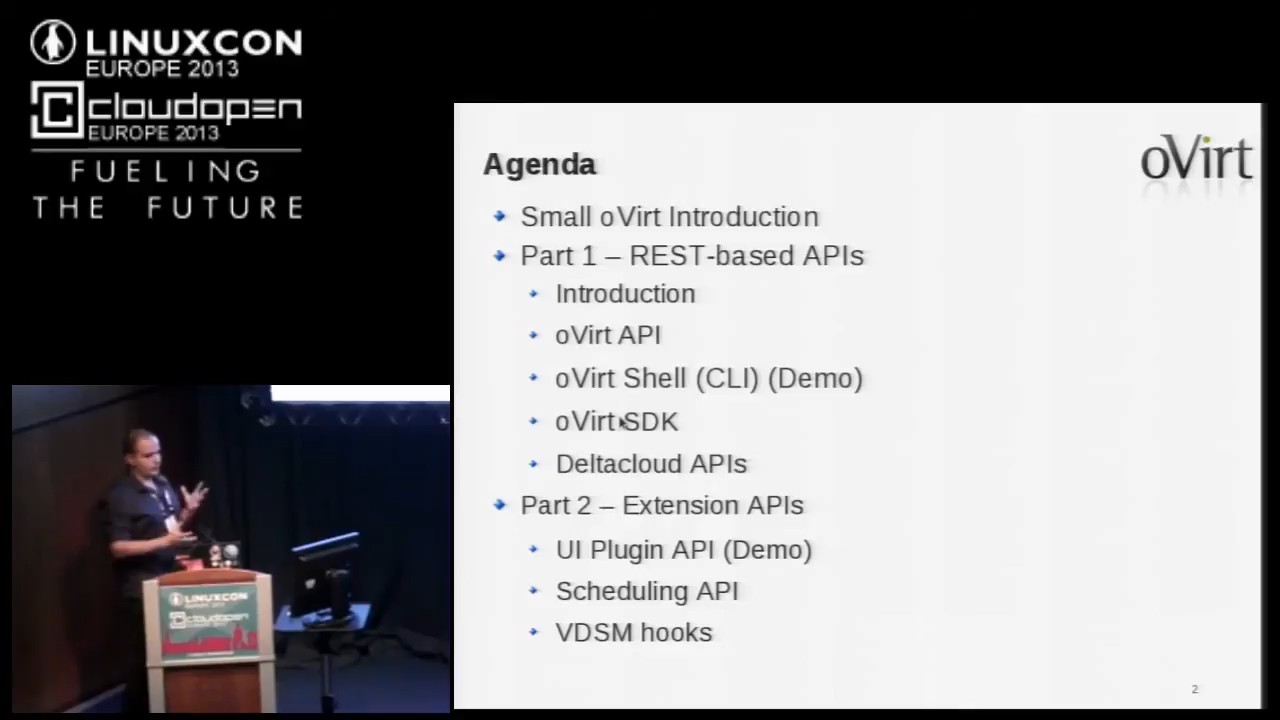 LINUXCON
EUROPE 2013
cloudopen
EUROPE 2013
FUELING
THE FUTURE
oVirt
Agenda
Small oVirt Introduction
Part 1 – REST-based APIs
Introduction
oVirt API
oVirt Shell (CLI) (Demo)
oVirt SDK
Deltacloud APIs
Part 2 – Extension APIs
UI Plugin API (Demo)
Scheduling API
VDSM hooks
2
LINUXCON
cloudopen